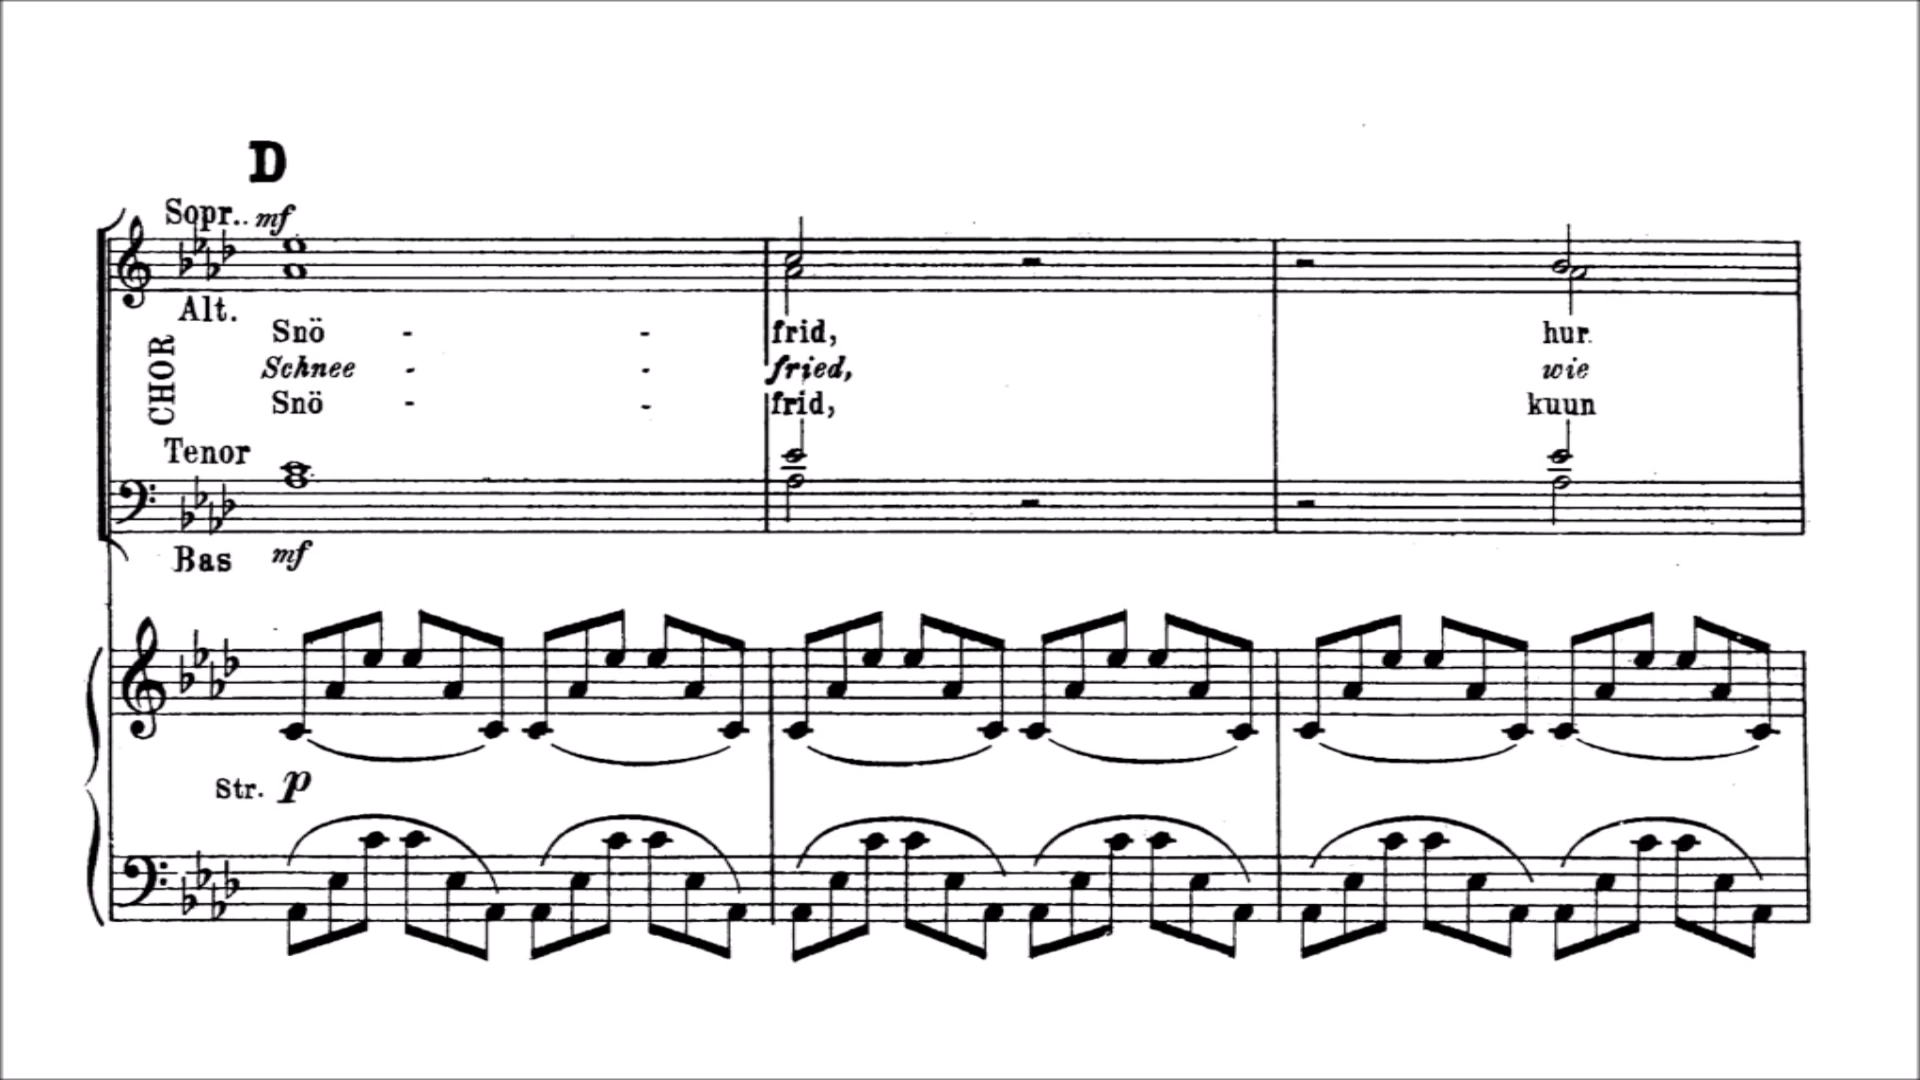 D
Sopr.. mf
Alt.
CHOR
Snö - - frid, hur
Schnee - - fried, wie
Snö - - frid, kuun
Tenor
Bas mf
Str. p